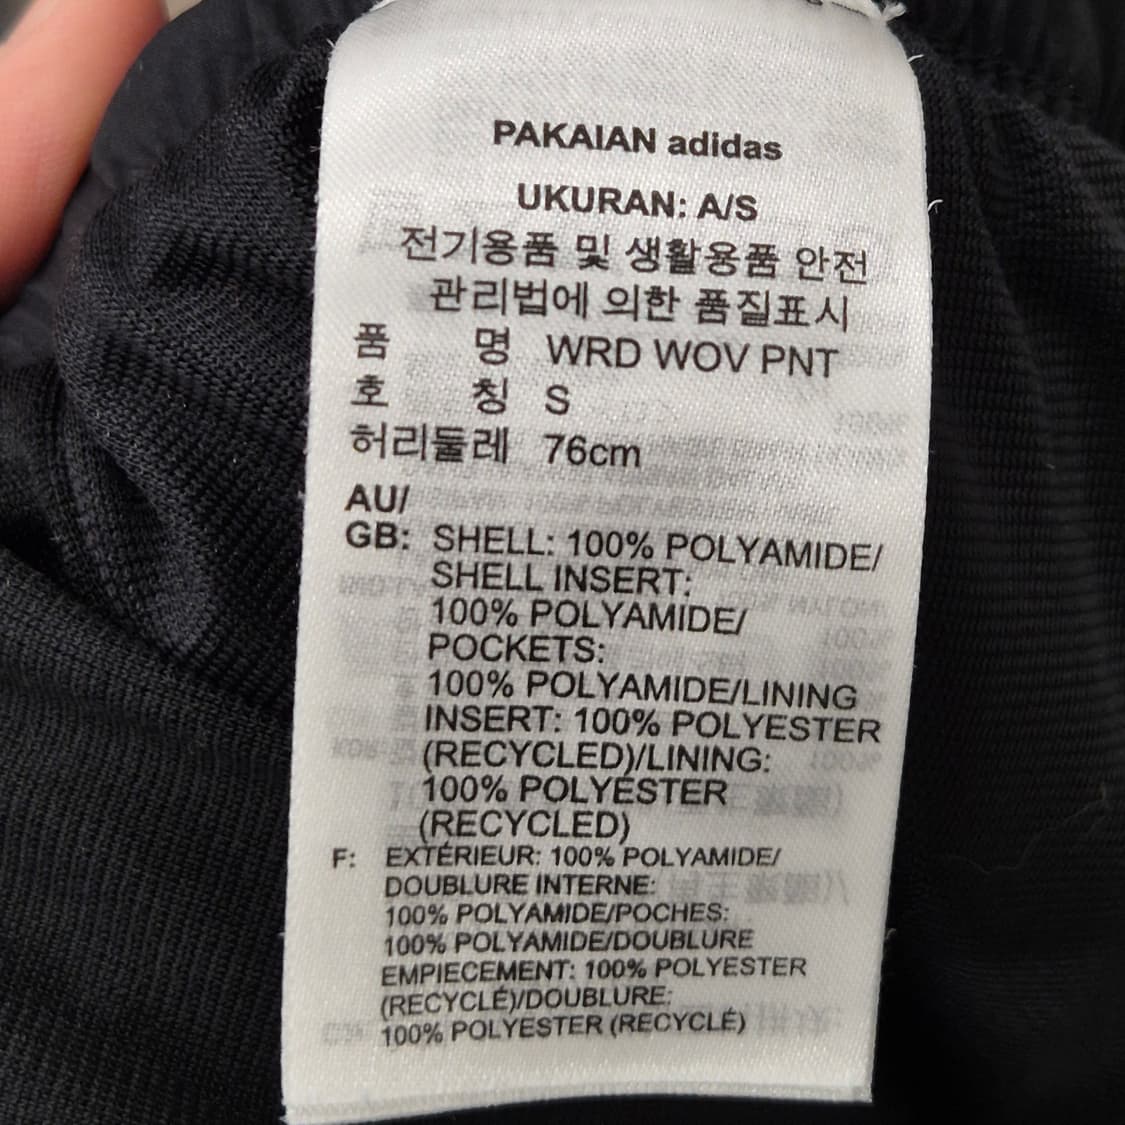 PAKAIAN adidas
UKURAN: A/S
전기용품 및 생활용품 안전
관리법에 의한 품질표시
품 명 WRD WOV PNT
호 칭 S
허리둘레 76cm
AU/
GB: SHELL: 100% POLYAMIDE/
SHELL INSERT:
100% POLYAMIDE/
POCKETS:
100% POLYAMIDE/LINING
INSERT: 100% POLYESTER
(RECYCLED)/LINING:
100% POLYESTER
(RECYCLED)
F: EXTÉRIEUR: 100% POLYAMIDE/
DOUBLURE INTERNE:
100% POLYAMIDE/POCHES:
100% POLYAMIDE/DOUBLURE
EMPIECEMENT: 100% POLYESTER
(RECYCLÉ)/DOUBLURE:
100% POLYESTER (RECYCLÉ)